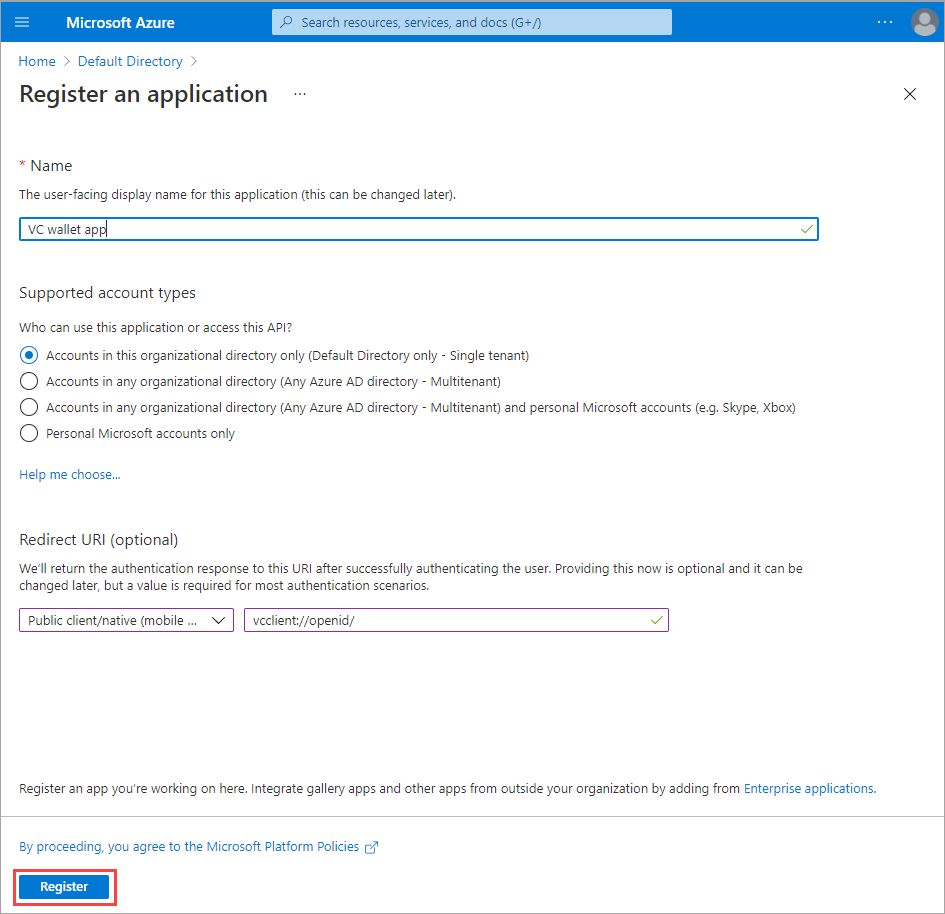 Microsoft Azure
Search resources, services, and docs (G+/)
Home > Default Directory >
Register an application ...
* Name
The user-facing display name for this application (this can be changed later).
VC wallet app
Supported account types
Who can use this application or access this API?
Accounts in this organizational directory only (Default Directory only - Single tenant)
Accounts in any organizational directory (Any Azure AD directory - Multitenant)
Accounts in any organizational directory (Any Azure AD directory - Multitenant) and personal Microsoft accounts (e.g. Skype, Xbox)
Personal Microsoft accounts only
Help me choose...
Redirect URI (optional)
We'll return the authentication response to this URI after successfully authenticating the user. Providing this now is optional and it can be
changed later, but a value is required for most authentication scenarios.
Public client/native (mobile ...
vcclient://openid/
Register an app you're working on here. Integrate gallery apps and other apps from outside your organization by adding from Enterprise applications.
By proceeding, you agree to the Microsoft Platform Policies
Register